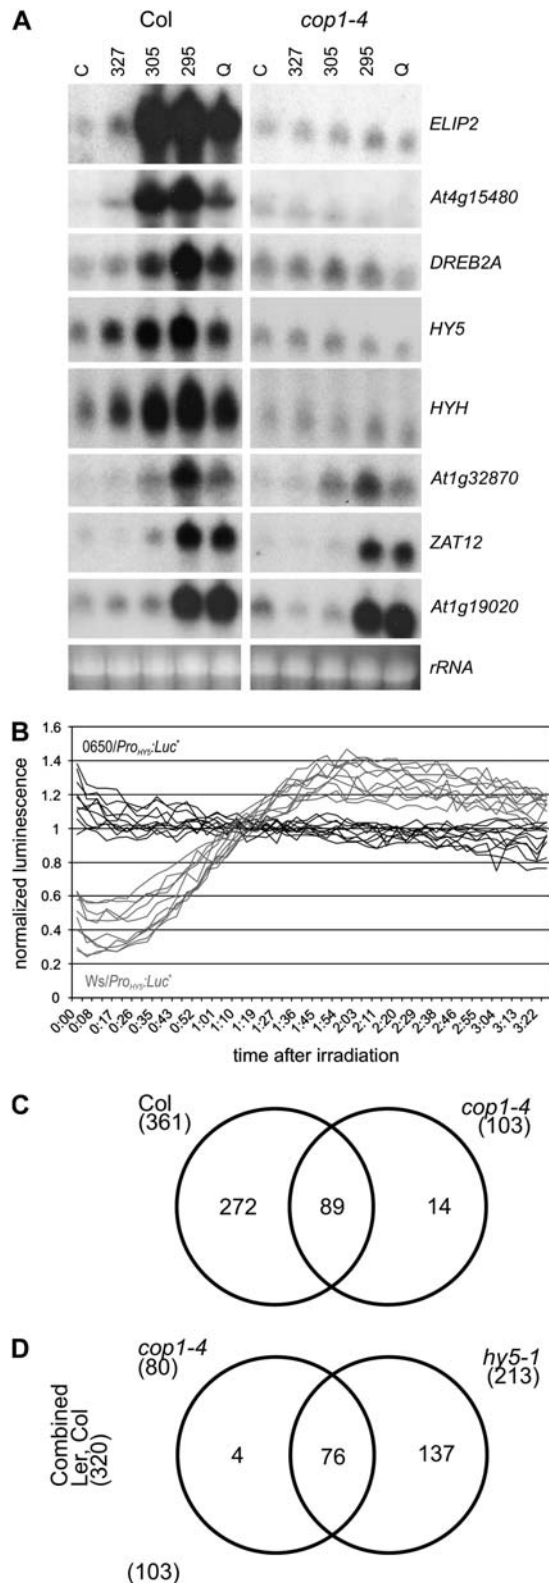 A
Col cop1-4
C 327 305 295 Q C 327 305 295 Q
ELIP2
At4g15480
DREB2A
HY5
HYH
At1g32870
ZAT12
At1g19020
rRNA
B
1.6
1.4
1.2
1
0.8
0.6
0.4
0.2
0
normalized luminescence
0650/ProHY5:Luc+
Ws/ProHY5:Luc+
0:00 0:08 0:17 0:26 0:35 0:43 0:52 1:01 1:10 1:19 1:27 1:36 1:45 1:54 2:03 2:11 2:20 2:29 2:38 2:46 2:55 3:04 3:13 3:22
time after irradiation
C
Col
(361)
cop1-4
(103)
272 89 14
D
cop1-4
(80)
hy5-1
(213)
Combined
Ler, Col
(320)
4 76 137
(103)